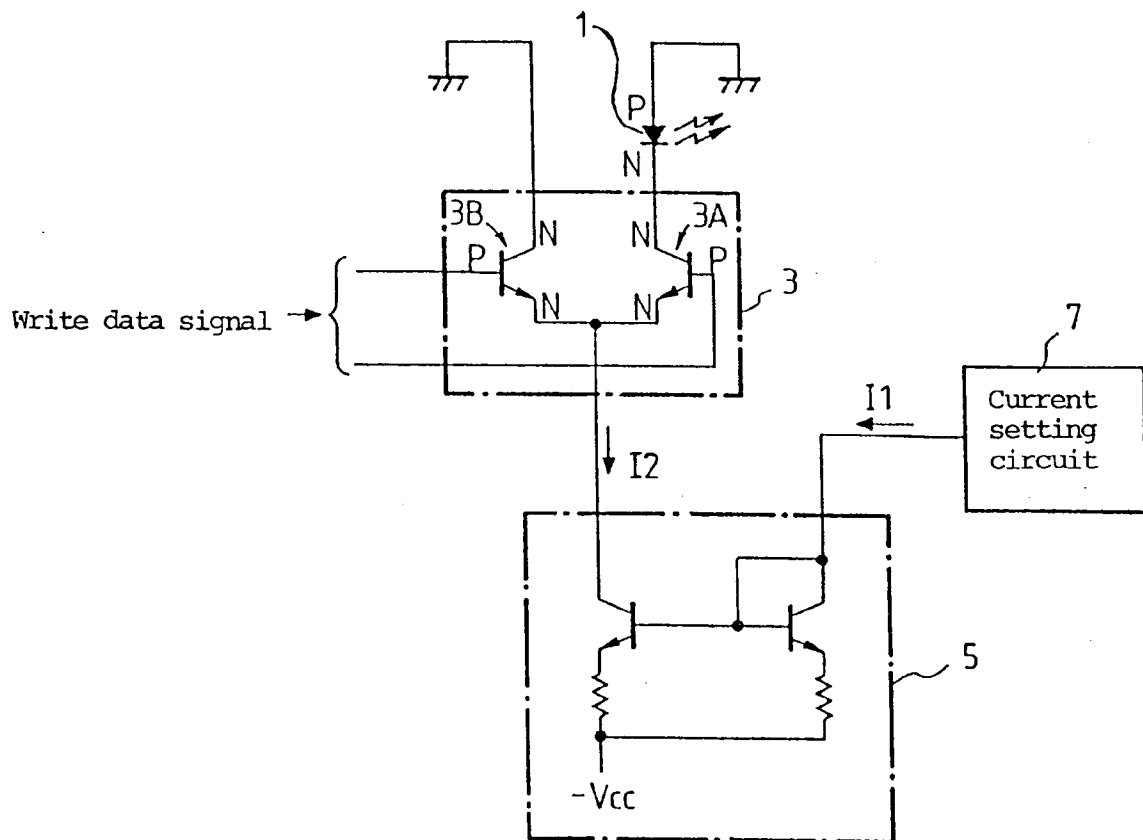 1
P
N
3B
N
N
3A
P
P
3
N
N
Write data signal
7
I1
Current
setting
circuit
I2
5
-Vcc